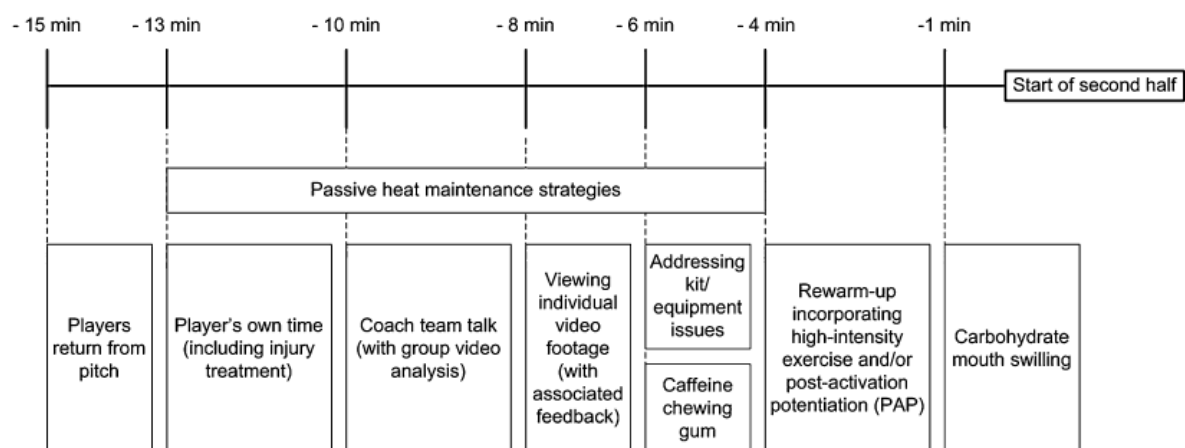 - 15 min
- 13 min
- 10 min
- 8 min
- 6 min
- 4 min
-1 min
Start of second half
Passive heat maintenance strategies
Players
return from
pitch
Player's own time
(including injury
treatment)
Coach team talk
(with group video
analysis)
Viewing
individual
video
footage
(with
associated
feedback)
Addressing
kit/
equipment
issues
Caffeine
chewing
gum
Rewarm-up
incorporating
high-intensity
exercise and/or
post-activation
potentiation (PAP)
Carbohydrate
mouth swilling